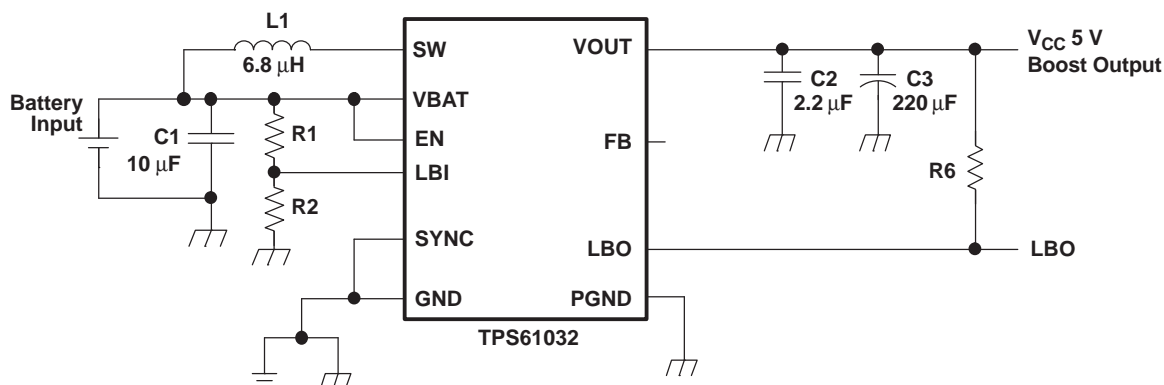 L1
6.8 µH
SW
VOUT
V_CC 5 V
Boost Output
C2
2.2 µF
C3
220 µF
Battery
Input
C1
10 µF
VBAT
R1
EN
FB
LBI
R2
R6
SYNC
LBO
LBO
GND
PGND
TPS61032